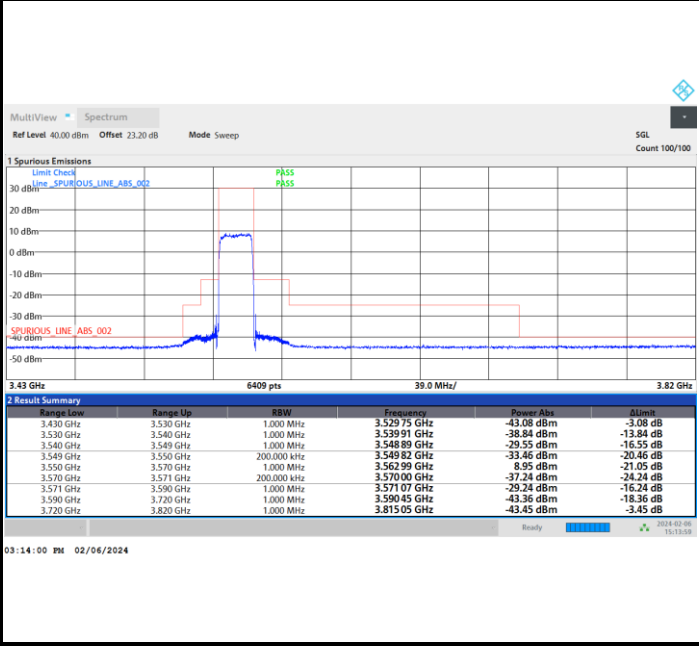 MultiView Spectrum
Ref Level 40.00 dBm Offset 23.20 dB Mode Sweep SGL
Count 100/100
1 Spurious Emissions
Limit Check PASS
Line _SPURIOUS_LINE_ABS_002 PASS
30 dBm
20 dBm
10 dBm
0 dBm
-10 dBm
-20 dBm
-30 dBm
_SPURIOUS_LINE_ABS_002
-40 dBm
-50 dBm
3.43 GHz 6409 pts 39.0 MHz/ 3.82 GHz
2 Result Summary
Range Low Range Up RBW Frequency Power Abs ΔLimit
3.430 GHz 3.530 GHz 1.000 MHz 3.529 75 GHz -43.08 dBm -3.08 dB
3.530 GHz 3.540 GHz 1.000 MHz 3.539 91 GHz -38.84 dBm -13.84 dB
3.540 GHz 3.549 GHz 1.000 MHz 3.548 89 GHz -29.55 dBm -16.55 dB
3.549 GHz 3.550 GHz 200.000 kHz 3.549 82 GHz -33.46 dBm -20.46 dB
3.550 GHz 3.570 GHz 1.000 MHz 3.562 99 GHz 8.95 dBm -21.05 dB
3.570 GHz 3.571 GHz 200.000 kHz 3.570 00 GHz -37.24 dBm -24.24 dB
3.571 GHz 3.590 GHz 1.000 MHz 3.571 07 GHz -29.24 dBm -16.24 dB
3.590 GHz 3.720 GHz 1.000 MHz 3.590 45 GHz -43.36 dBm -18.36 dB
3.720 GHz 3.820 GHz 1.000 MHz 3.815 05 GHz -43.45 dBm -3.45 dB
Ready 2024-02-06
15:13:59
03:14:00 PM 02/06/2024